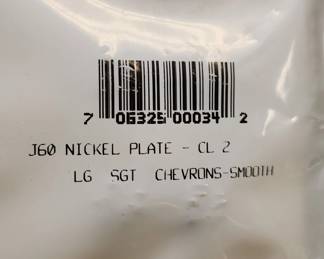 7 06325 00034 2
J60 NICKEL PLATE - CL 2
LG SGT CHEVRONS-SMOOTH